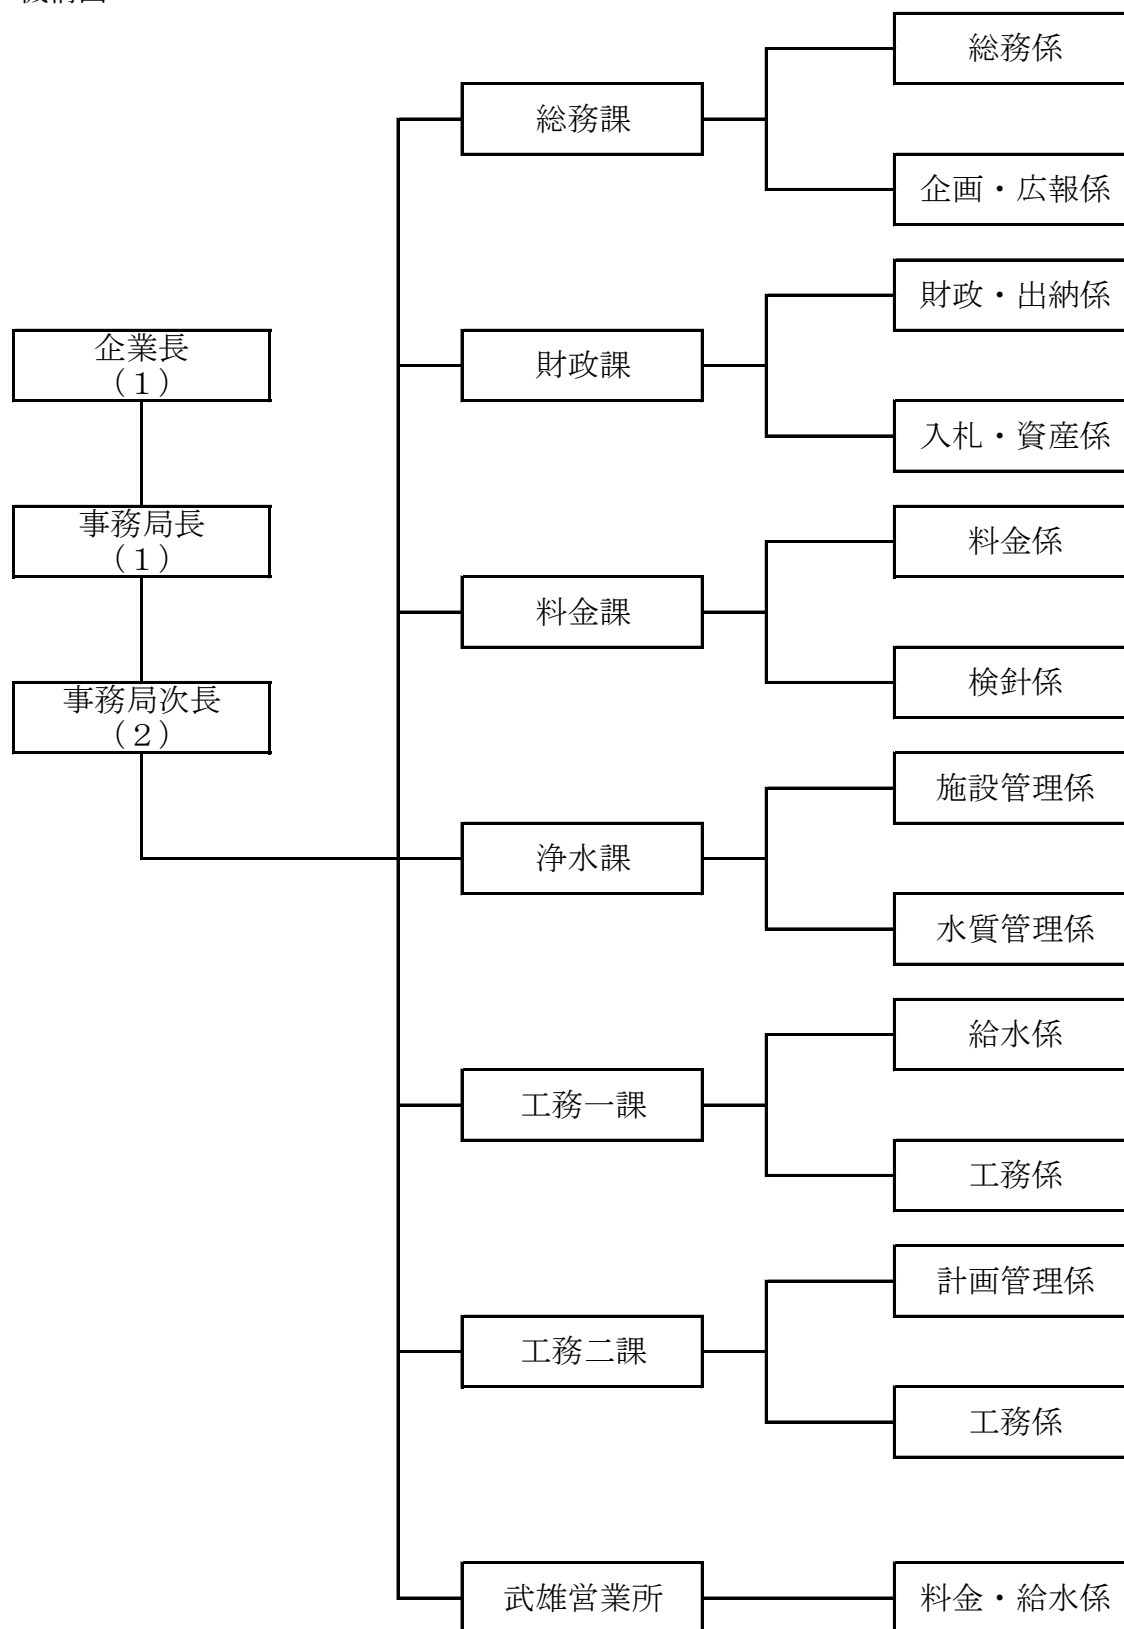 総務係
総務課
企画・広報係
財政・出納係
企業長
(１)
財政課
入札・資産係
事務局長
(１)
料金係
料金課
検針係
事務局次長
(２)
施設管理係
浄水課
水質管理係
給水係
工務一課
工務係
計画管理係
工務二課
工務係
武雄営業所
料金・給水係